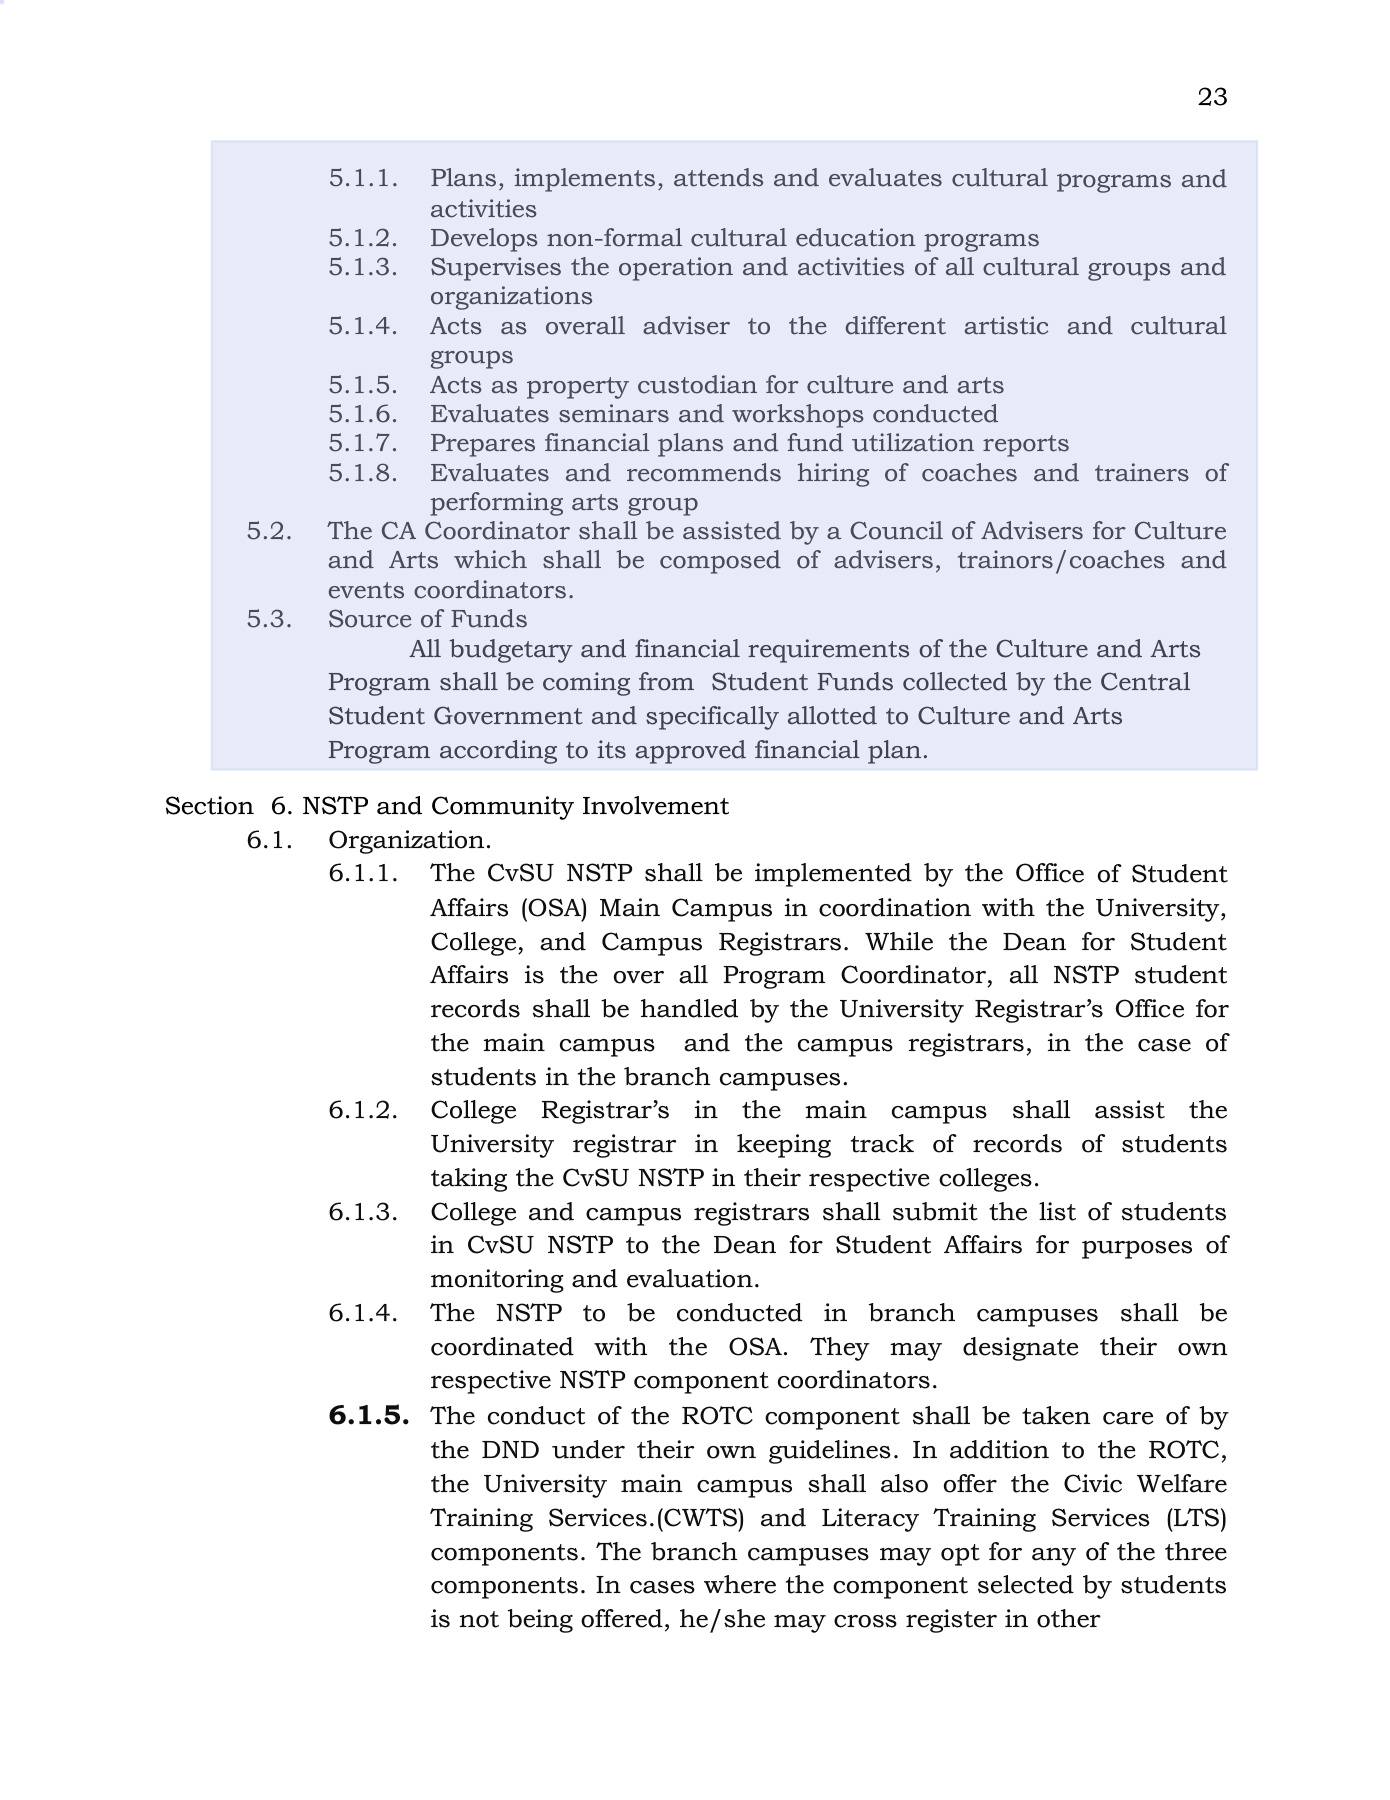 23
5.1.1. Plans, implements, attends and evaluates cultural programs and
activities
5.1.2. Develops non-formal cultural education programs
5.1.3. Supervises the operation and activities of all cultural groups and
organizations
5.1.4. Acts as overall adviser to the different artistic and cultural
groups
5.1.5. Acts as property custodian for culture and arts
5.1.6. Evaluates seminars and workshops conducted
5.1.7. Prepares financial plans and fund utilization reports
5.1.8. Evaluates and recommends hiring of coaches and trainers of
performing arts group
5.2. The CA Coordinator shall be assisted by a Council of Advisers for Culture
and Arts which shall be composed of advisers, trainors/coaches and
events coordinators.
5.3. Source of Funds
All budgetary and financial requirements of the Culture and Arts
Program shall be coming from Student Funds collected by the Central
Student Government and specifically allotted to Culture and Arts
Program according to its approved financial plan.
Section 6. NSTP and Community Involvement
6.1. Organization.
6.1.1. The CvSU NSTP shall be implemented by the Office of Student
Affairs (OSA) Main Campus in coordination with the University,
College, and Campus Registrars. While the Dean for Student
Affairs is the over all Program Coordinator, all NSTP student
records shall be handled by the University Registrar’s Office for
the main campus and the campus registrars, in the case of
students in the branch campuses.
6.1.2. College Registrar’s in the main campus shall assist the
University registrar in keeping track of records of students
taking the CvSU NSTP in their respective colleges.
6.1.3. College and campus registrars shall submit the list of students
in CvSU NSTP to the Dean for Student Affairs for purposes of
monitoring and evaluation.
6.1.4. The NSTP to be conducted in branch campuses shall be
coordinated with the OSA. They may designate their own
respective NSTP component coordinators.
6.1.5. The conduct of the ROTC component shall be taken care of by
the DND under their own guidelines. In addition to the ROTC,
the University main campus shall also offer the Civic Welfare
Training Services.(CWTS) and Literacy Training Services (LTS)
components. The branch campuses may opt for any of the three
components. In cases where the component selected by students
is not being offered, he/she may cross register in other